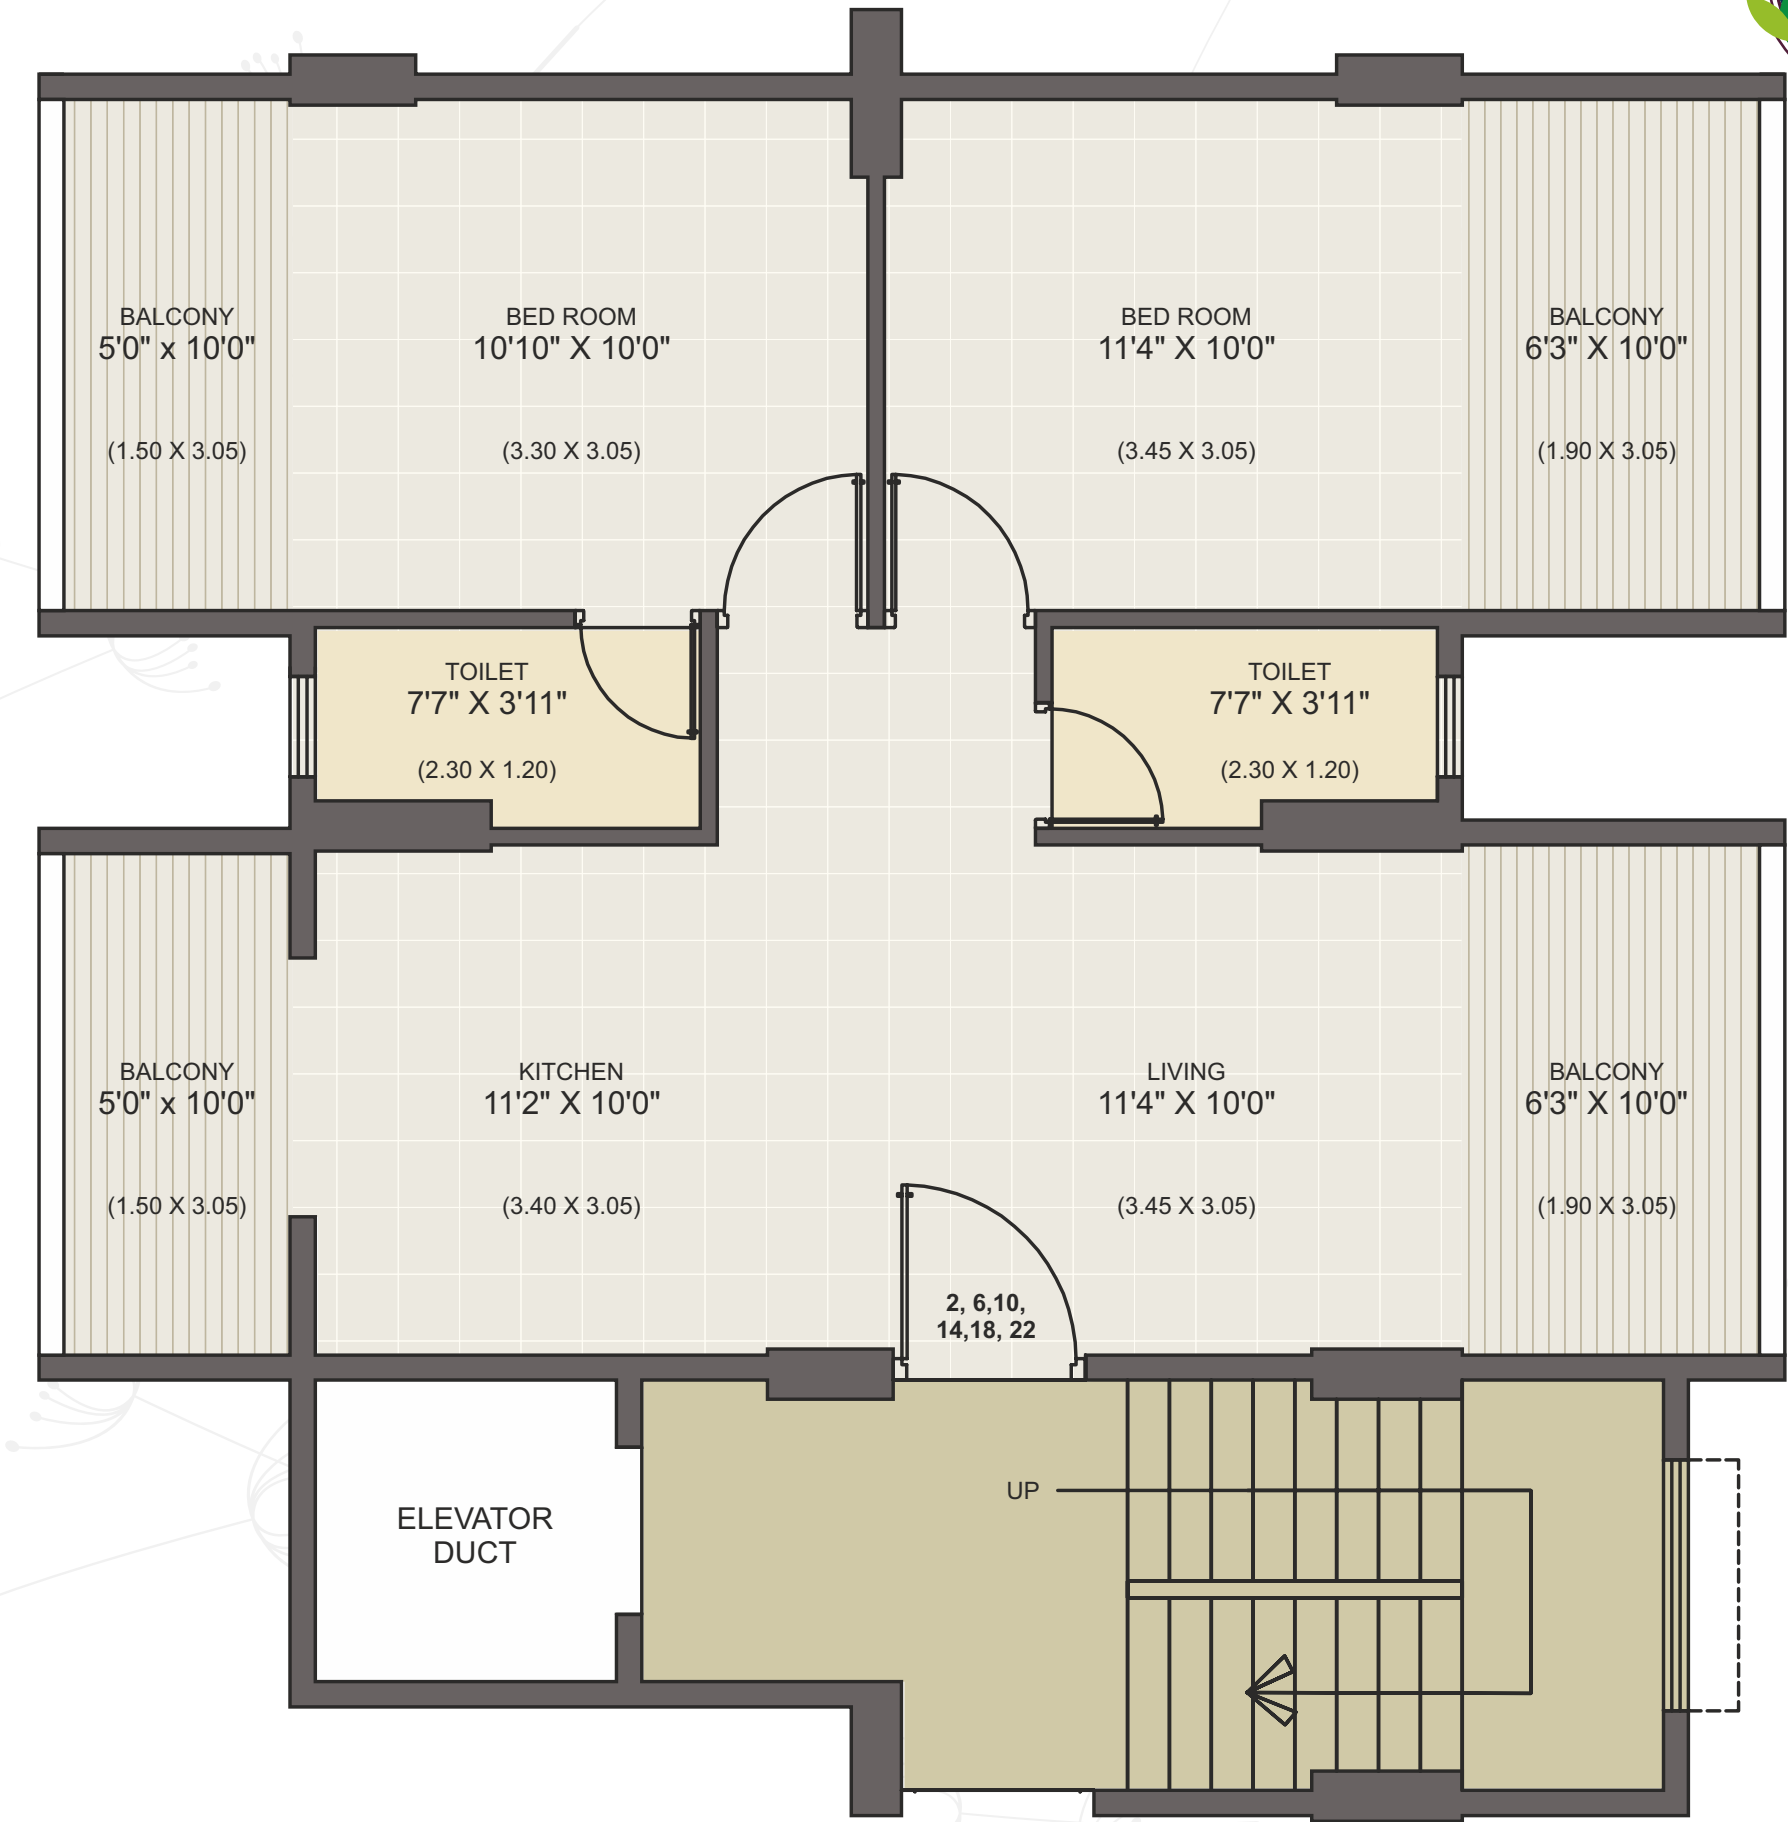 BALCONY
5'0" x 10'0"
(1.50 X 3.05)
BED ROOM
10'10" X 10'0"
(3.30 X 3.05)
BED ROOM
11'4" X 10'0"
(3.45 X 3.05)
BALCONY
6'3" X 10'0"
(1.90 X 3.05)
TOILET
7'7" X 3'11"
(2.30 X 1.20)
TOILET
7'7" X 3'11"
(2.30 X 1.20)
BALCONY
5'0" x 10'0"
(1.50 X 3.05)
KITCHEN
11'2" X 10'0"
(3.40 X 3.05)
LIVING
11'4" X 10'0"
(3.45 X 3.05)
BALCONY
6'3" X 10'0"
(1.90 X 3.05)
2, 6,10,
14,18, 22
UP
ELEVATOR
DUCT